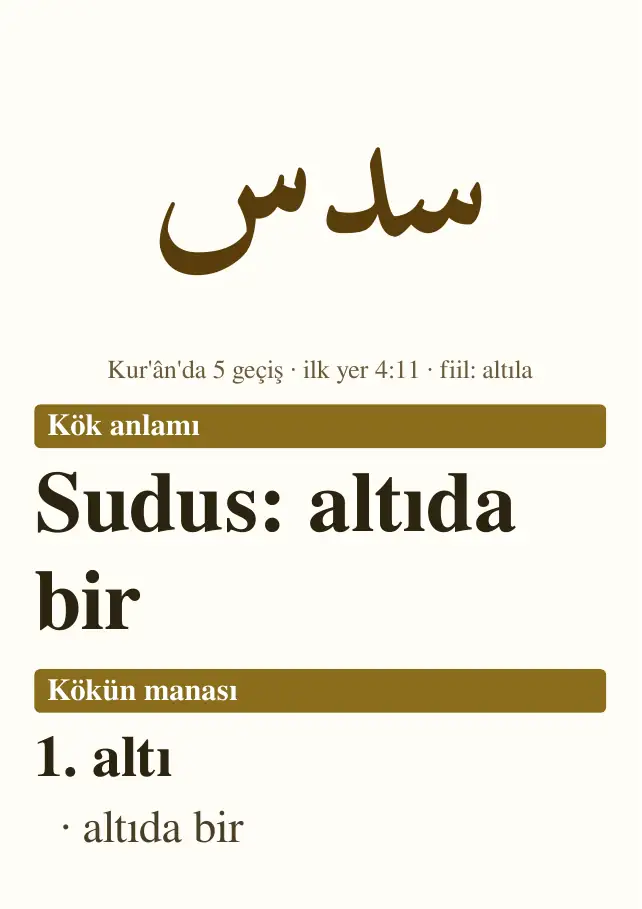 سدس
Kur'ân'da 5 geçiş · ilk yer 4:11 · fiil: altıla
Kök anlamı
Sudus: altıda
bir
Kökün manası
1. altı
· altıda bir